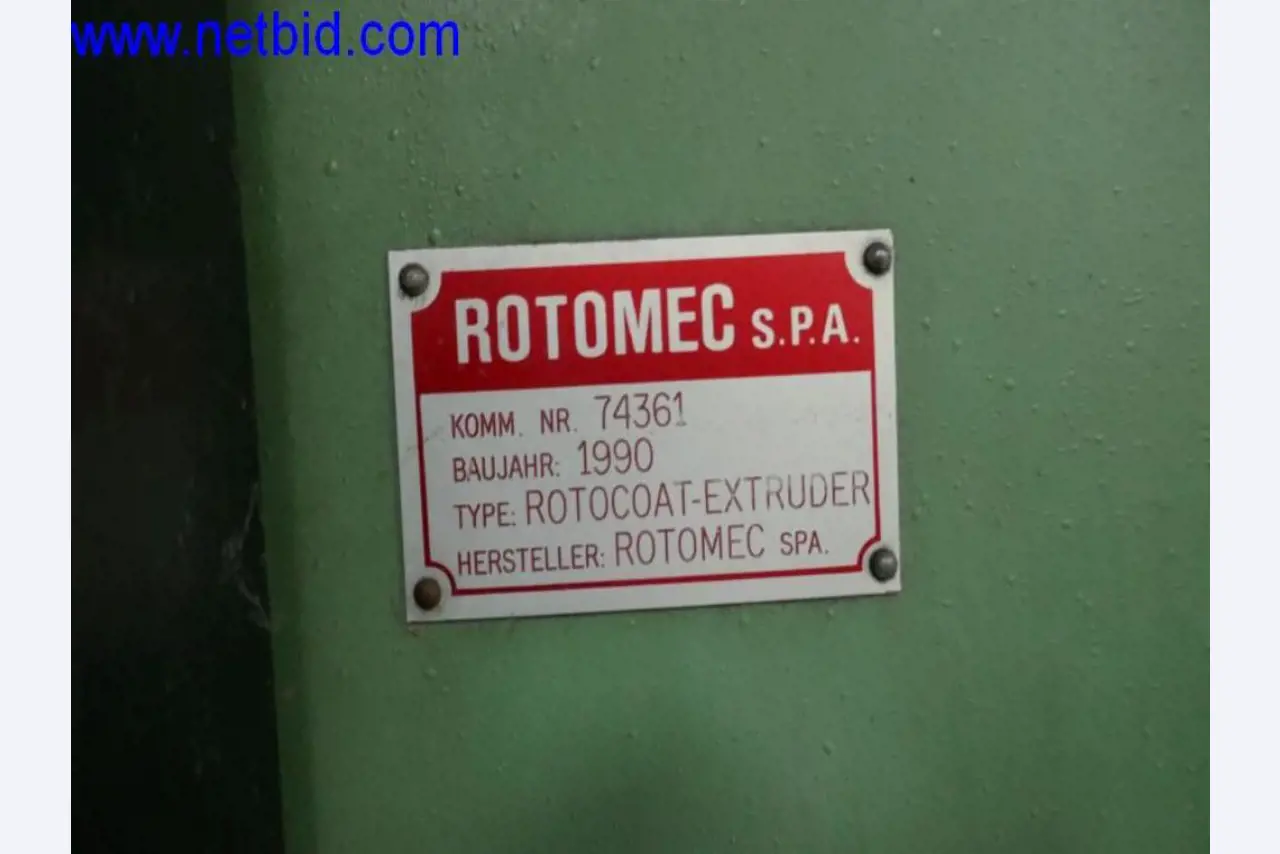 www.netbid.com
ROTOMEC S.P.A.
KOMM. NR. 74361
BAUJAHR: 1990
TYPE: ROTOCOAT-EXTRUDER
HERSTELLER: ROTOMEC SPA.